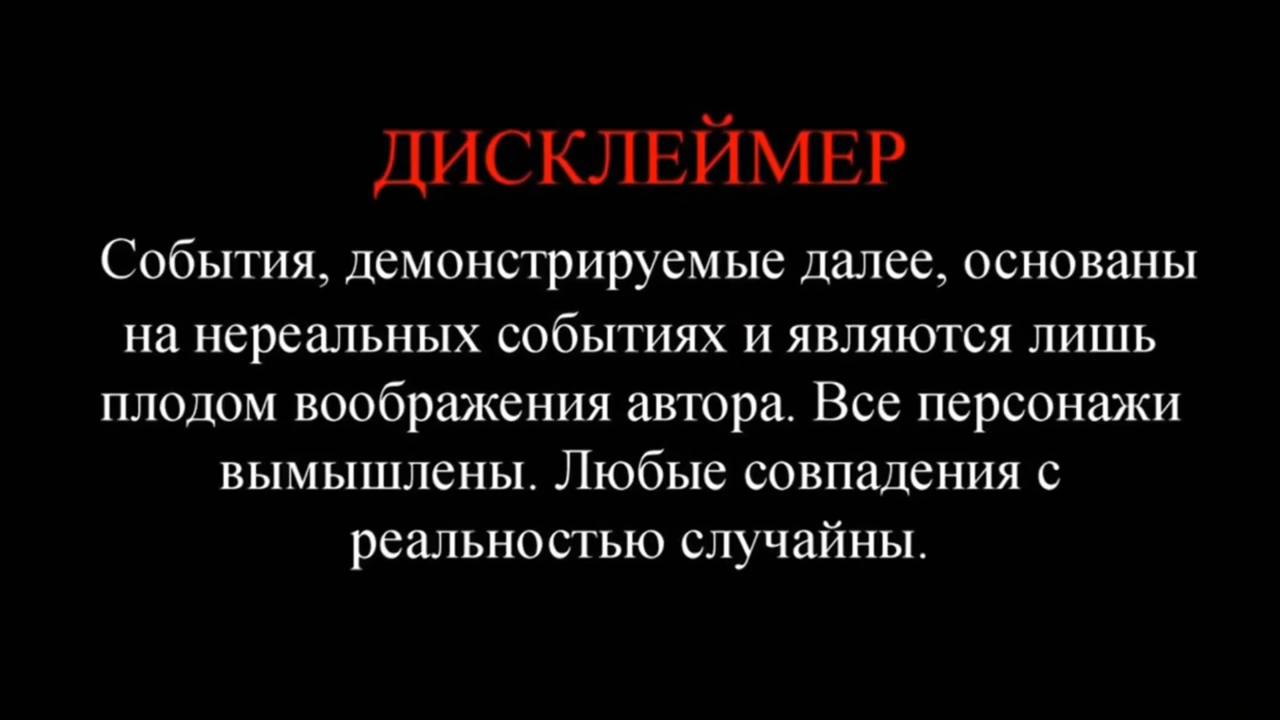 ДИСКЛЕЙМЕР
События, демонстрируемые далее, основаны
на нереальных событиях и являются лишь
плодом воображения автора. Все персонажи
вымышлены. Любые совпадения с
реальностью случайны.